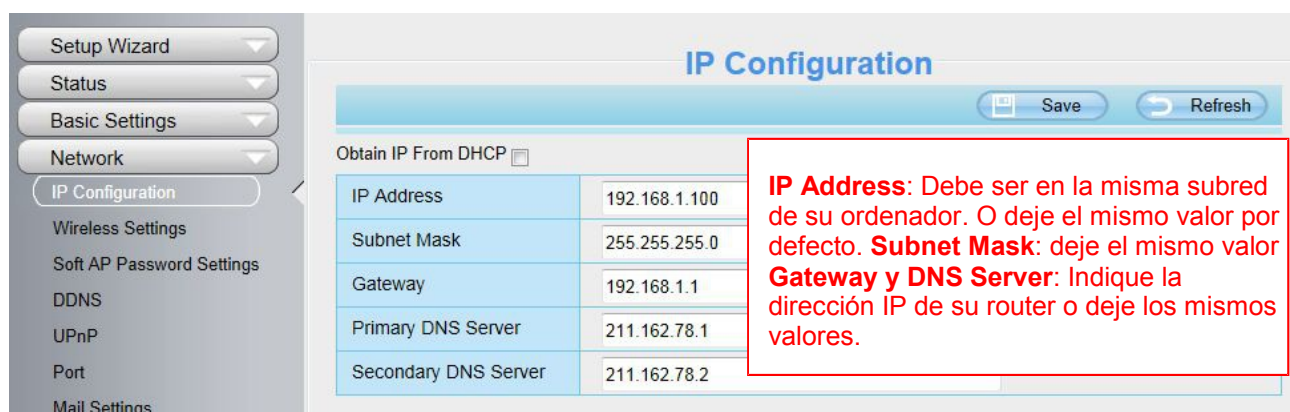 Setup Wizard
Status
Basic Settings
Network
IP Configuration
Wireless Settings
Soft AP Password Settings
DDNS
UPnP
Port
Mail Settings
IP Configuration
Save
Refresh
Obtain IP From DHCP
IP Address
192.168.1.100
Subnet Mask
255.255.255.0
Gateway
192.168.1.1
Primary DNS Server
211.162.78.1
Secondary DNS Server
211.162.78.2
IP Address: Debe ser en la misma subred
de su ordenador. O deje el mismo valor por
defecto. Subnet Mask: deje el mismo valor
Gateway y DNS Server: Indique la
dirección IP de su router o deje los mismos
valores.